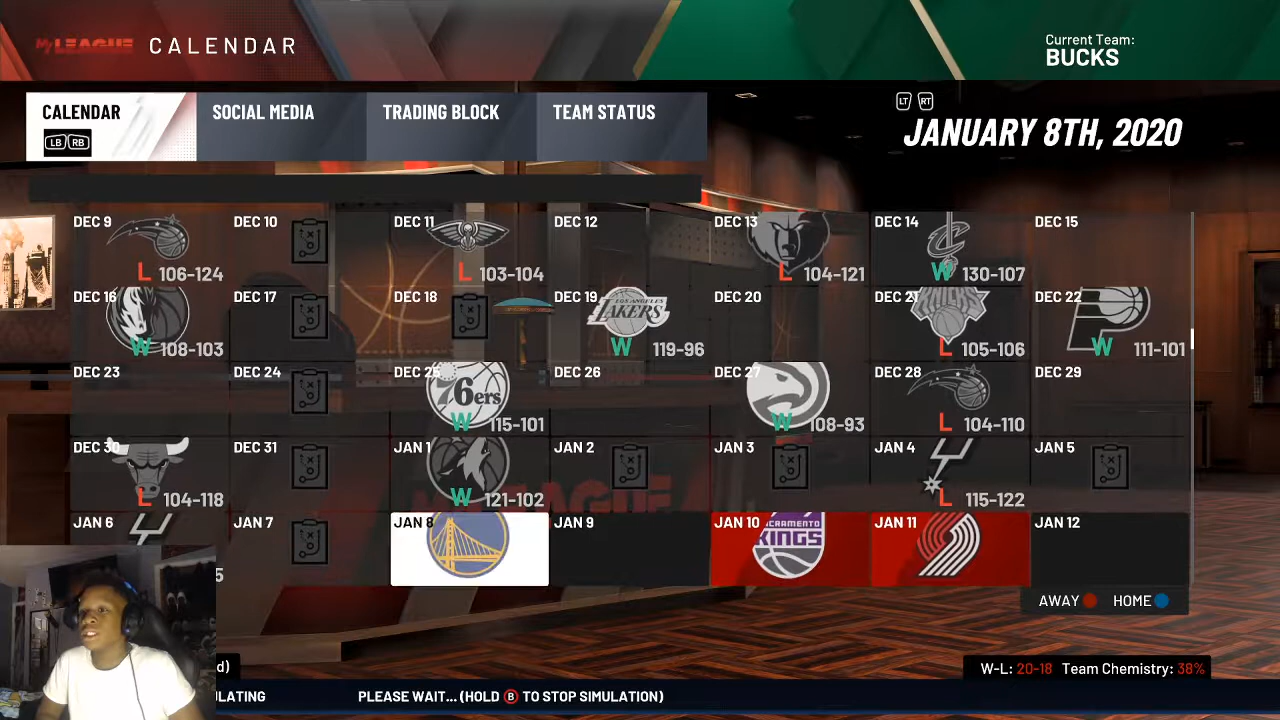 MyLEAGUE CALENDAR
Current Team:
BUCKS
CALENDAR SOCIAL MEDIA TRADING BLOCK TEAM STATUS
LB RB
LT RT
JANUARY 8TH, 2020
DEC 9 DEC 10 DEC 11 DEC 12 DEC 13 DEC 14 DEC 15
L 106-124 L 103-104 L 104-121 W 130-107
DEC 16 DEC 17 DEC 18 DEC 19 DEC 20 DEC 21 DEC 22
LOS ANGELES LAKERS KNICKS
W 108-103 W 119-96 L 105-106 W 111-101
DEC 23 DEC 24 DEC 25 DEC 26 DEC 27 DEC 28 DEC 29
76ers
W 115-101 W 108-93 L 104-110
DEC 30 DEC 31 JAN 1 JAN 2 JAN 3 JAN 4 JAN 5
L 104-118 W 121-102 L 115-122
JAN 6 JAN 7 JAN 8 JAN 9 JAN 10 JAN 11 JAN 12
SACRAMENTO KINGS
5
AWAY HOME
d) W-L: 20-18 Team Chemistry: 38%
ULATING PLEASE WAIT... (HOLD B TO STOP SIMULATION)